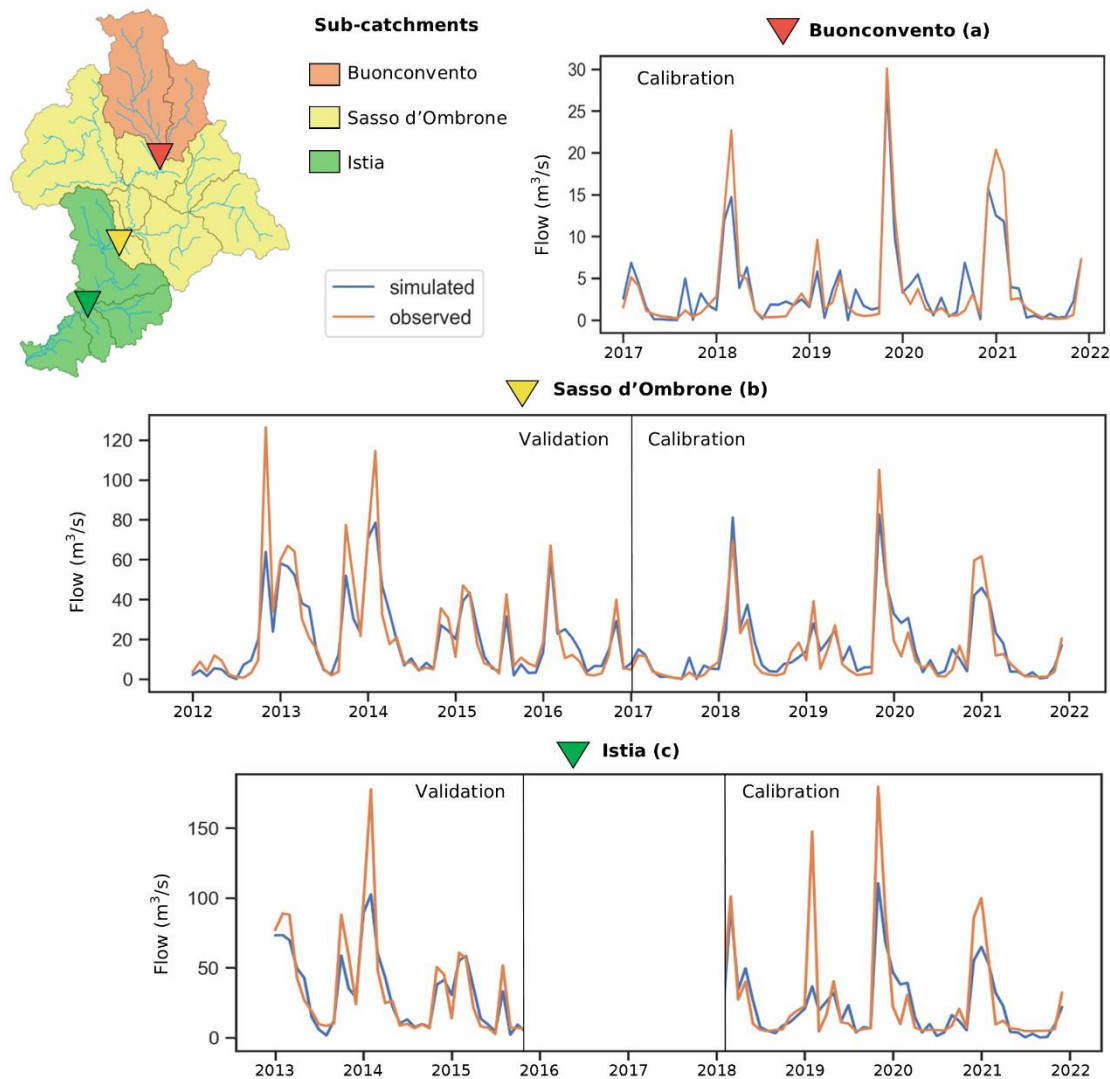 Sub-catchments
Buonconvento
Sasso d’Ombrone
Istia
simulated
observed
Buonconvento (a)
Calibration
Flow (m³/s)
30
25
20
15
10
5
0
2017 2018 2019 2020 2021 2022
Sasso d’Ombrone (b)
Validation Calibration
Flow (m³/s)
120
100
80
60
40
20
0
2012 2013 2014 2015 2016 2017 2018 2019 2020 2021 2022
Istia (c)
Validation Calibration
Flow (m³/s)
150
100
50
0
2013 2014 2015 2016 2017 2018 2019 2020 2021 2022